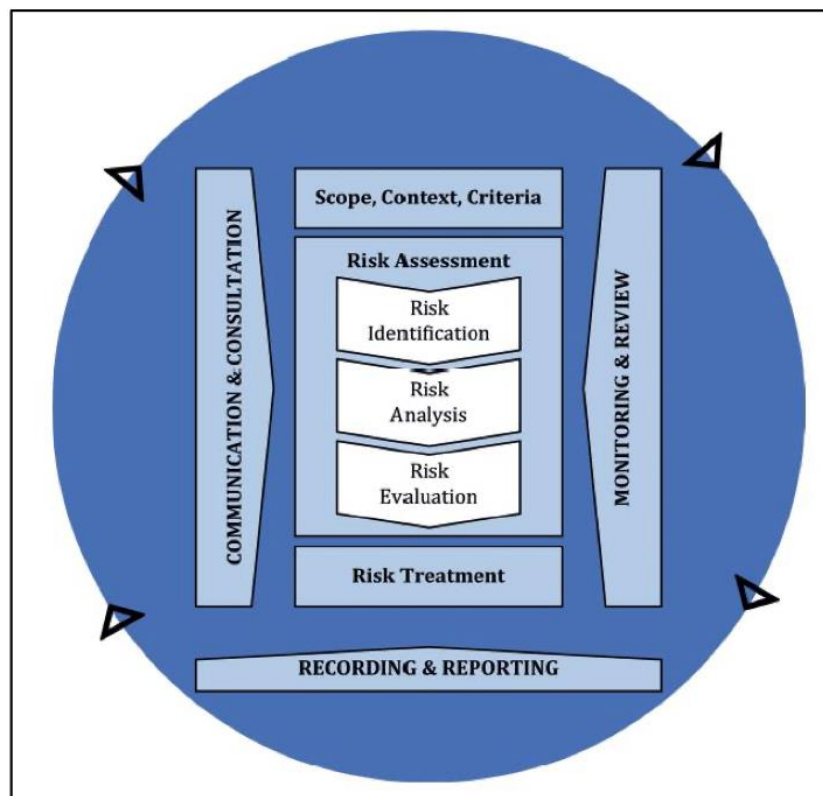 Scope, Context, Criteria
COMMUNICATION & CONSULTATION
Risk Assessment
Risk
Identification
Risk
Analysis
Risk
Evaluation
MONITORING & REVIEW
Risk Treatment
RECORDING & REPORTING